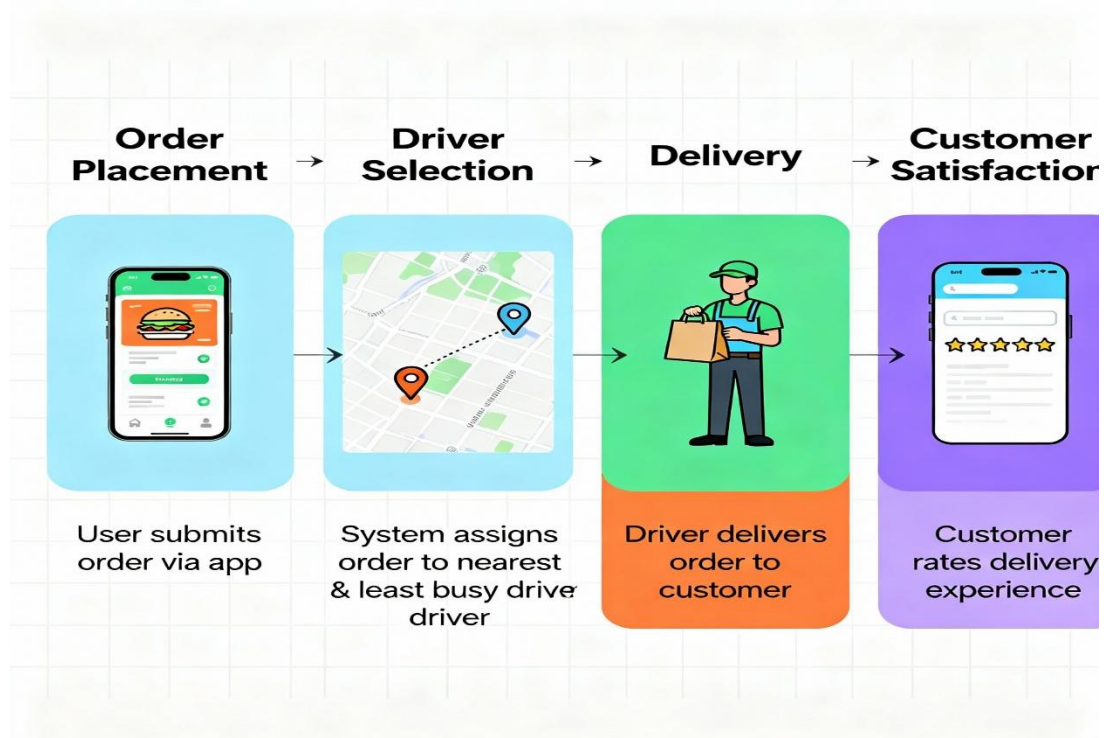 Order
Placement
Driver
Selection
Delivery
Customer
Satisfaction
User submits
order via app
System assigns
order to nearest
& least busy drive
driver
Driver delivers
order to
customer
Customer
rates delivery
experience